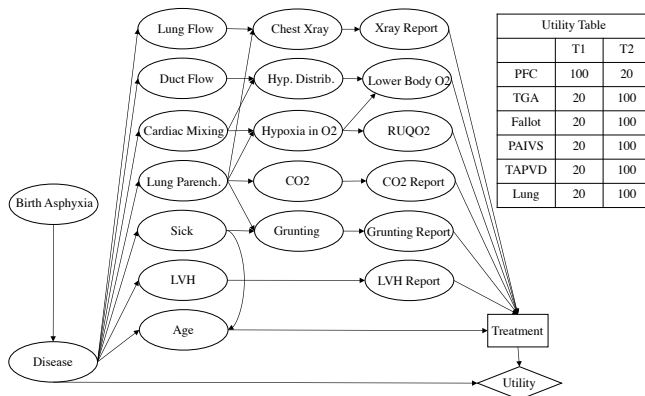 Lung Flow
Chest Xray
Xray Report
Duct Flow
Hyp. Distrib.
Lower Body O2
Cardiac Mixing
Hypoxia in O2
RUQO2
Lung Parench.
CO2
CO2 Report
Birth Asphyxia
Sick
Grunting
Grunting Report
LVH
LVH Report
Age
Treatment
Disease
Utility
Utility Table
T1 T2
PFC 100 20
TGA 20 100
Fallot 20 100
PAIVS 20 100
TAPVD 20 100
Lung 20 100